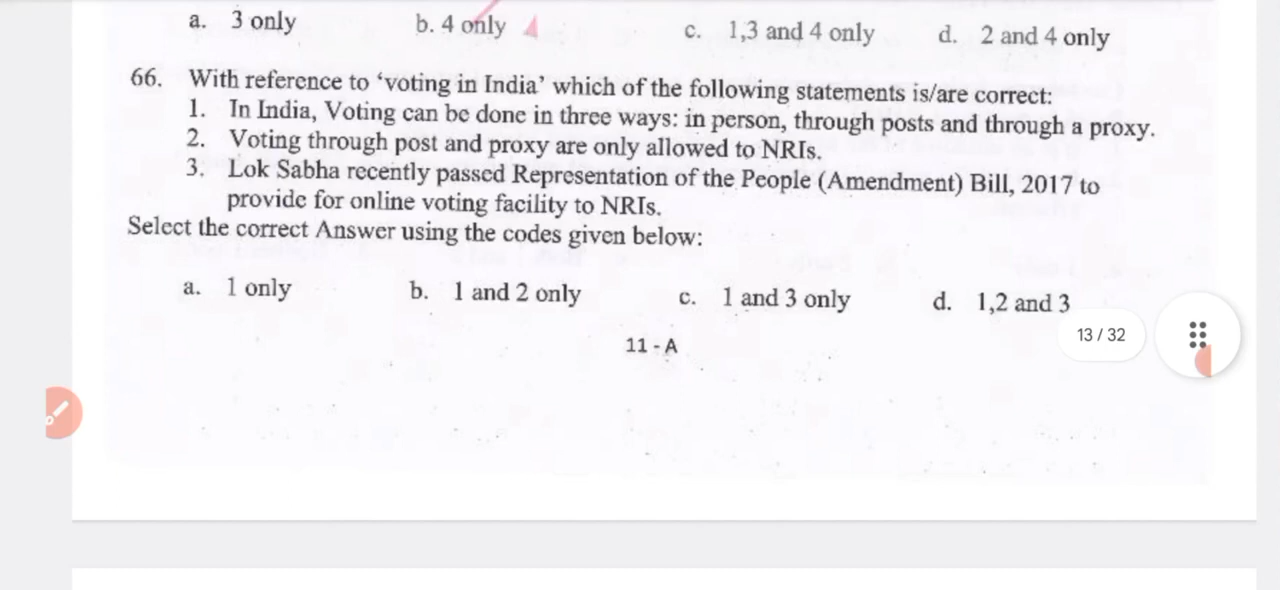 a. 3 only b. 4 only c. 1,3 and 4 only d. 2 and 4 only
66. With reference to ‘voting in India’ which of the following statements is/are correct:
1. In India, Voting can be done in three ways: in person, through posts and through a proxy.
2. Voting through post and proxy are only allowed to NRIs.
3. Lok Sabha recently passed Representation of the People (Amendment) Bill, 2017 to
provide for online voting facility to NRIs.
Select the correct Answer using the codes given below:
a. 1 only b. 1 and 2 only c. 1 and 3 only d. 1,2 and 3
13 / 32
11 - A